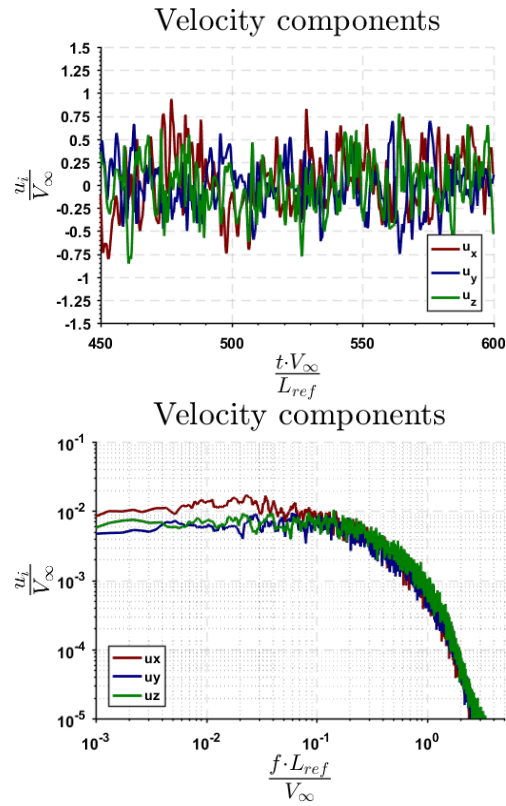 Velocity components
1.5
1.25
1
0.75
0.5
0.25
0
-0.25
-0.5
-0.75
-1
-1.25
-1.5
u_i
V_∞
u_x
u_y
u_z
450 500 550 600
t·V_∞
L_ref
Velocity components
10^-1
10^-2
10^-3
10^-4
10^-5
u_i
V_∞
ux
uy
uz
10^-3 10^-2 10^-1 10^0
f·L_ref
V_∞